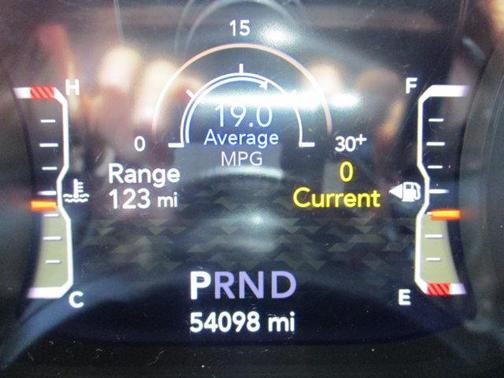 15
H
F
19.0
0
Average
30+
MPG
Range
0
123 mi
Current
C
E
PRND
54098 mi